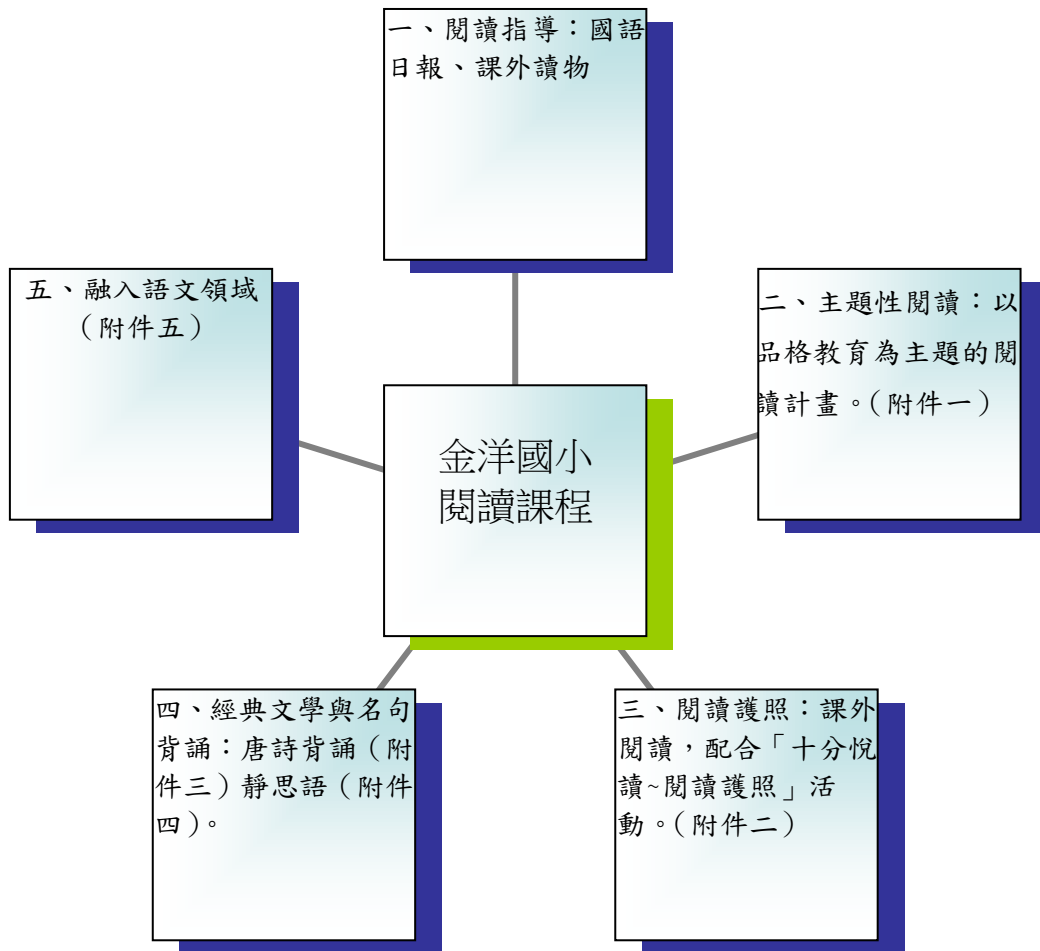 金洋國小
閱讀課程
一、閱讀指導：國語
日報、課外讀物
二、主題性閱讀：以
品格教育為主題的閱
讀計畫。（附件一）
三、閱讀護照：課外
閱讀，配合「十分悅
讀~閱讀護照」活
動。（附件二）
四、經典文學與名句
背誦：唐詩背誦（附
件三）靜思語（附件
四）。
五、融入語文領域
（附件五）